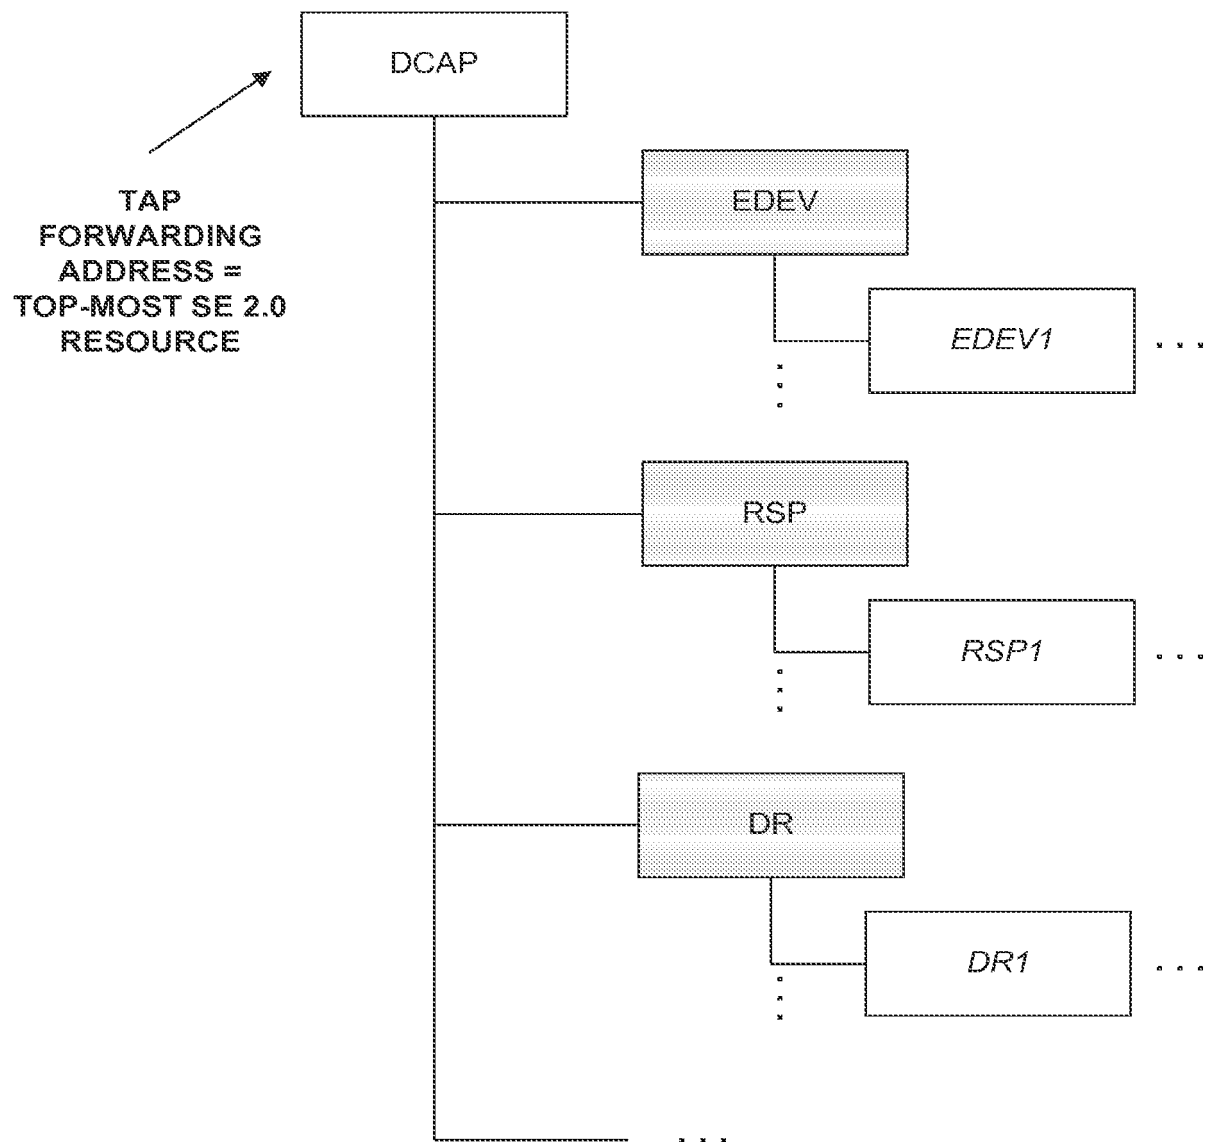 DCAP
TAP
FORWARDING
ADDRESS =
TOP-MOST SE 2.0
RESOURCE
EDEV
EDEV1 . . .
RSP
RSP1 . . .
DR
DR1 . . .
. . .